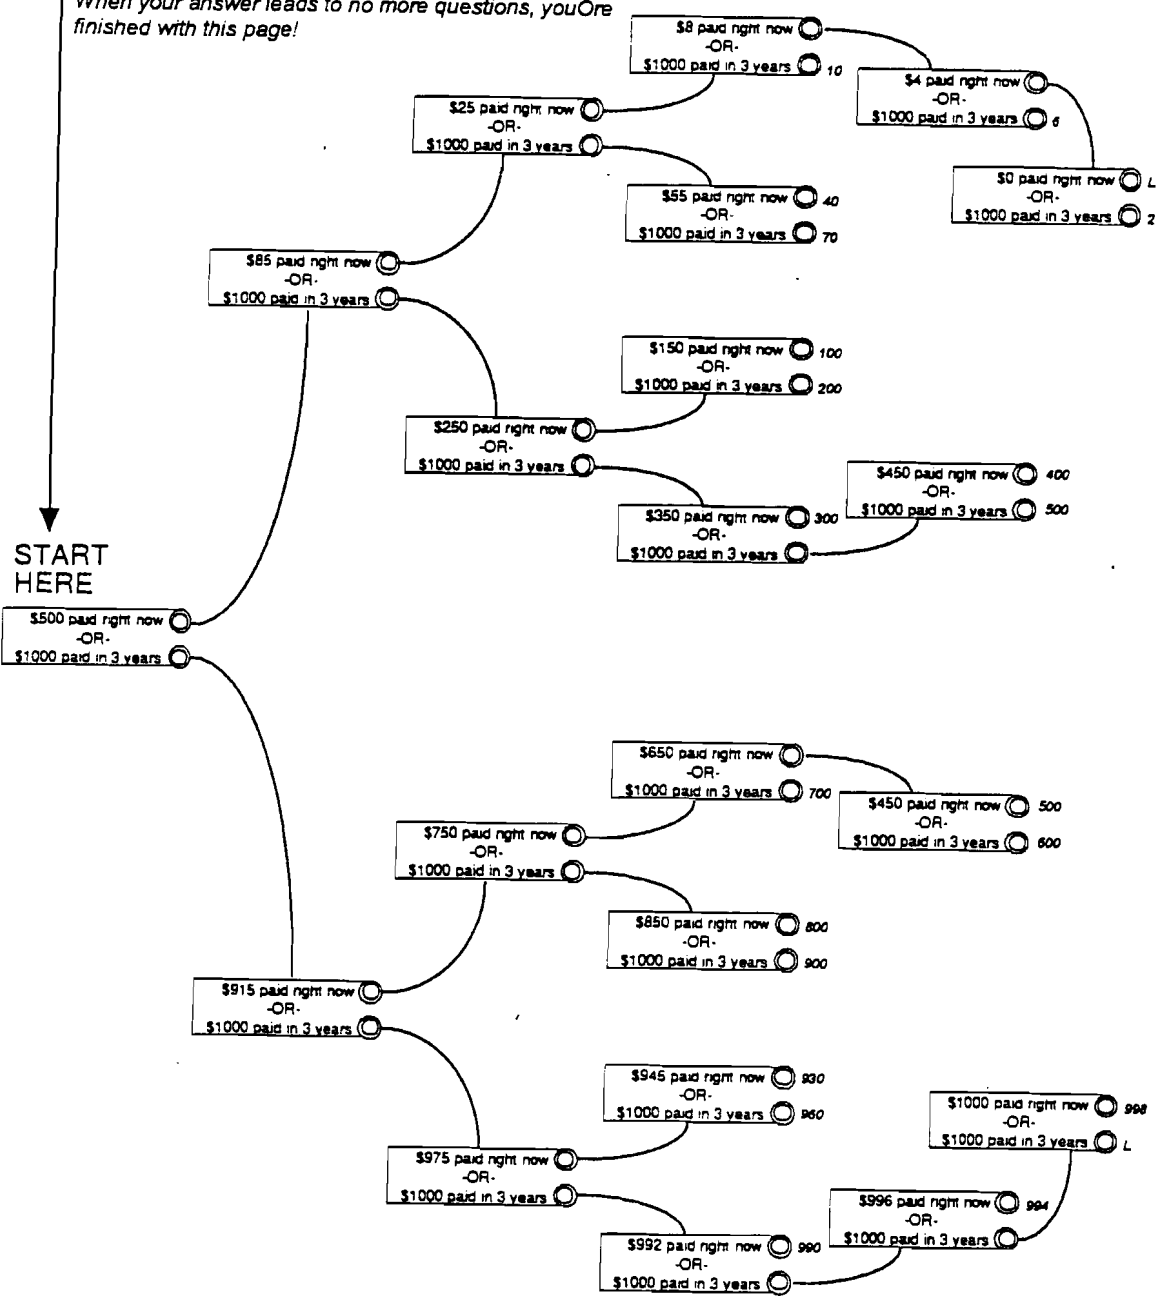 When your answer leads to no more questions, youOre
finished with this page!
$8 paid right now
-OR-
$1000 paid in 3 years 10
$4 paid right now
-OR-
$1000 paid in 3 years 6
$25 paid right now
-OR-
$1000 paid in 3 years
$0 paid right now L
-OR-
$1000 paid in 3 years 2
$55 paid right now 40
-OR-
$1000 paid in 3 years 70
$85 paid right now
-OR-
$1000 paid in 3 years
$150 paid right now 100
-OR-
$1000 paid in 3 years 200
$250 paid right now
-OR-
$1000 paid in 3 years
$450 paid right now 400
-OR-
$1000 paid in 3 years 500
$350 paid right now 300
-OR-
$1000 paid in 3 years
START
HERE
$500 paid right now
-OR-
$1000 paid in 3 years
$650 paid right now
-OR-
$1000 paid in 3 years 700
$450 paid right now 500
-OR-
$1000 paid in 3 years 600
$750 paid right now
-OR-
$1000 paid in 3 years
$850 paid right now 800
-OR-
$1000 paid in 3 years 900
$915 paid right now
-OR-
$1000 paid in 3 years
$945 paid right now 930
-OR-
$1000 paid in 3 years 960
$1000 paid right now 998
-OR-
$1000 paid in 3 years L
$975 paid right now
-OR-
$1000 paid in 3 years
$996 paid right now 994
-OR-
$1000 paid in 3 years
$992 paid right now 990
-OR-
$1000 paid in 3 years